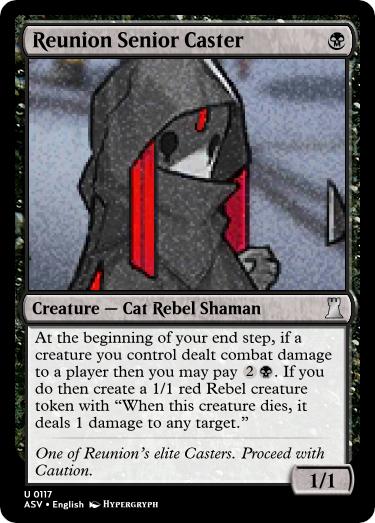 Reunion Senior Caster
Creature — Cat Rebel Shaman
At the beginning of your end step, if a
creature you control dealt combat damage
to a player then you may pay 2 . If you
do then create a 1/1 red Rebel creature
token with “When this creature dies, it
deals 1 damage to any target.”
One of Reunion's elite Casters. Proceed with
Caution.
1/1
U 0117
ASV • English HYPERGRYPH